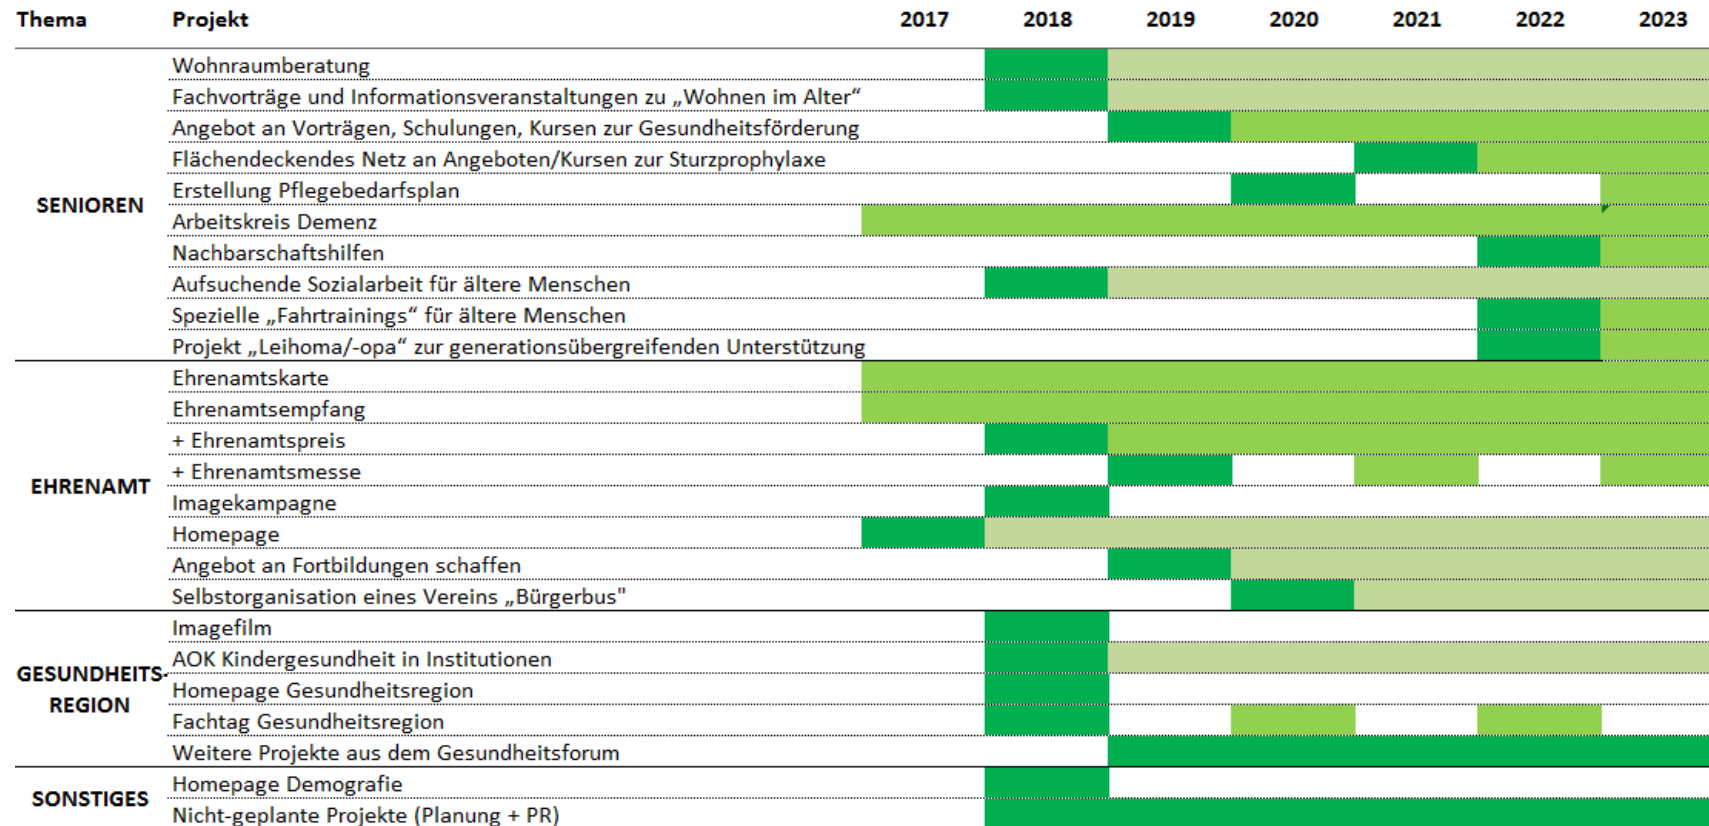 Thema Projekt 2017 2018 2019 2020 2021 2022 2023
SENIOREN
Wohnraumberatung
Fachvorträge und Informationsveranstaltungen zu „Wohnen im Alter“
Angebot an Vorträgen, Schulungen, Kursen zur Gesundheitsförderung
Flächendeckendes Netz an Angeboten/Kursen zur Sturzprophylaxe
Erstellung Pflegebedarfsplan
Arbeitskreis Demenz
Nachbarschaftshilfen
Aufsuchende Sozialarbeit für ältere Menschen
Spezielle „Fahrtrainings“ für ältere Menschen
Projekt „Leihoma/-opa“ zur generationsübergreifenden Unterstützung
EHRENAMT
Ehrenamtskarte
Ehrenamtsempfang
+ Ehrenamtspreis
+ Ehrenamtsmesse
Imagekampagne
Homepage
Angebot an Fortbildungen schaffen
Selbstorganisation eines Vereins „Bürgerbus"
GESUNDHEITS-
REGION
Imagefilm
AOK Kindergesundheit in Institutionen
Homepage Gesundheitsregion
Fachtag Gesundheitsregion
Weitere Projekte aus dem Gesundheitsforum
SONSTIGES
Homepage Demografie
Nicht-geplante Projekte (Planung + PR)